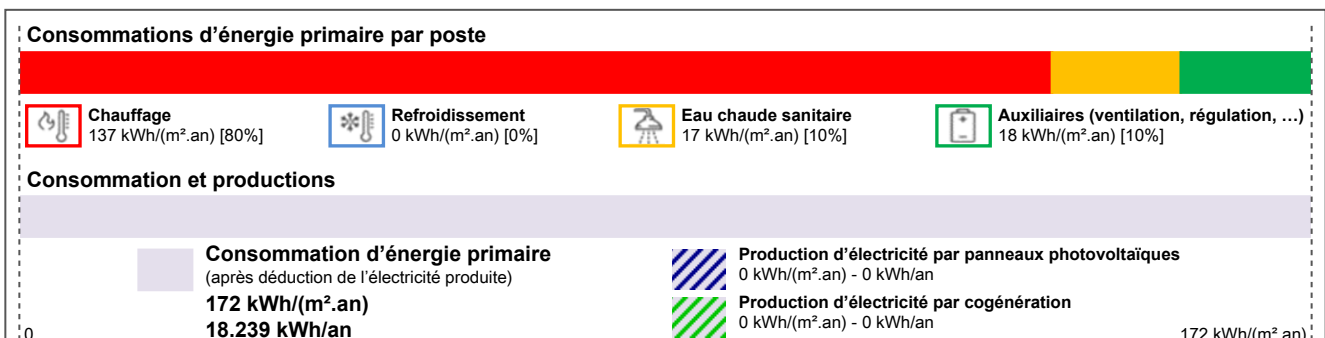 Consommations d’énergie primaire par poste
Chauffage
137 kWh/(m².an) [80%]
Refroidissement
0 kWh/(m².an) [0%]
Eau chaude sanitaire
17 kWh/(m².an) [10%]
Auxiliaires (ventilation, régulation, …)
18 kWh/(m².an) [10%]
Consommation et productions
Consommation d’énergie primaire
(après déduction de l’électricité produite)
172 kWh/(m².an)
18.239 kWh/an
Production d’électricité par panneaux photovoltaïques
0 kWh/(m².an) - 0 kWh/an
Production d’électricité par cogénération
0 kWh/(m².an) - 0 kWh/an
0
172 kWh/(m².an)